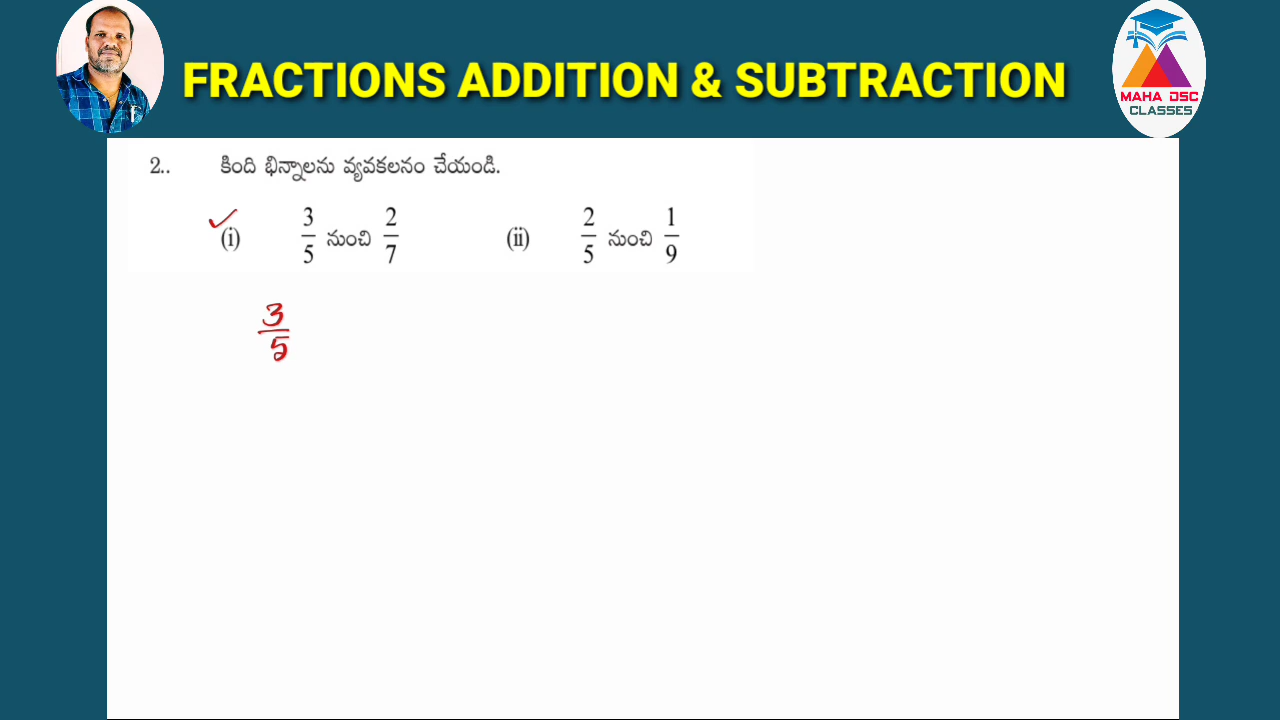 FRACTIONS ADDITION & SUBTRACTION
MAHA DSC
CLASSES
2.. కింది భిన్నాలను వ్యవకలనం చేయండి.
(i) 3/5 నుంచి 2/7 (ii) 2/5 నుంచి 1/9
3/5